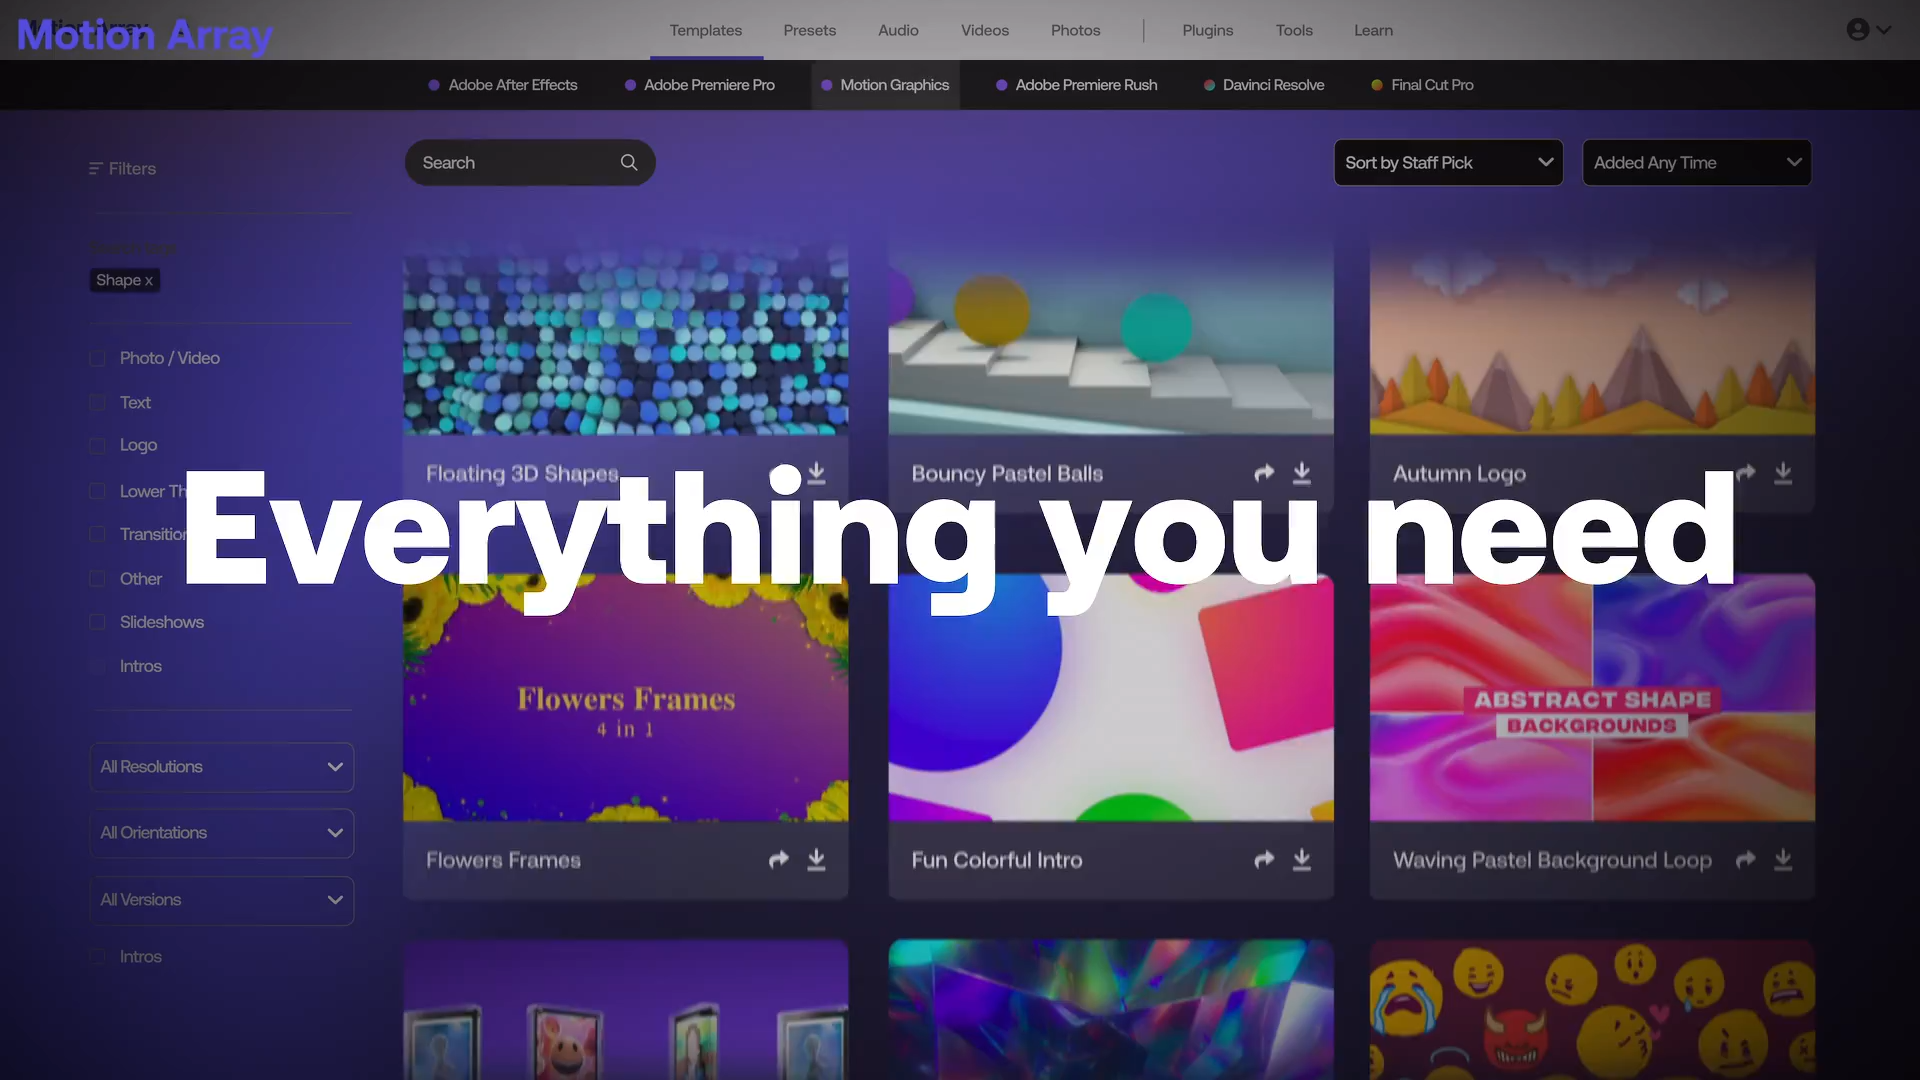 Motion Array
Templates
Presets
Audio
Videos
Photos
Plugins
Tools
Learn
Adobe After Effects
Adobe Premiere Pro
Motion Graphics
Adobe Premiere Rush
Davinci Resolve
Final Cut Pro
Filters
Search
Sort by Staff Pick
Added Any Time
Shape x
Photo / Video
Text
Logo
Other
Slideshows
Intros
All Resolutions
All Orientations
All Versions
Intros
Floating 3D Shapes
Bouncy Pastel Balls
Autumn Logo
Everything you need
Flowers Frames
4 in 1
ABSTRACT SHAPE
BACKGROUNDS
Flowers Frames
Fun Colorful Intro
Waving Pastel Background Loop